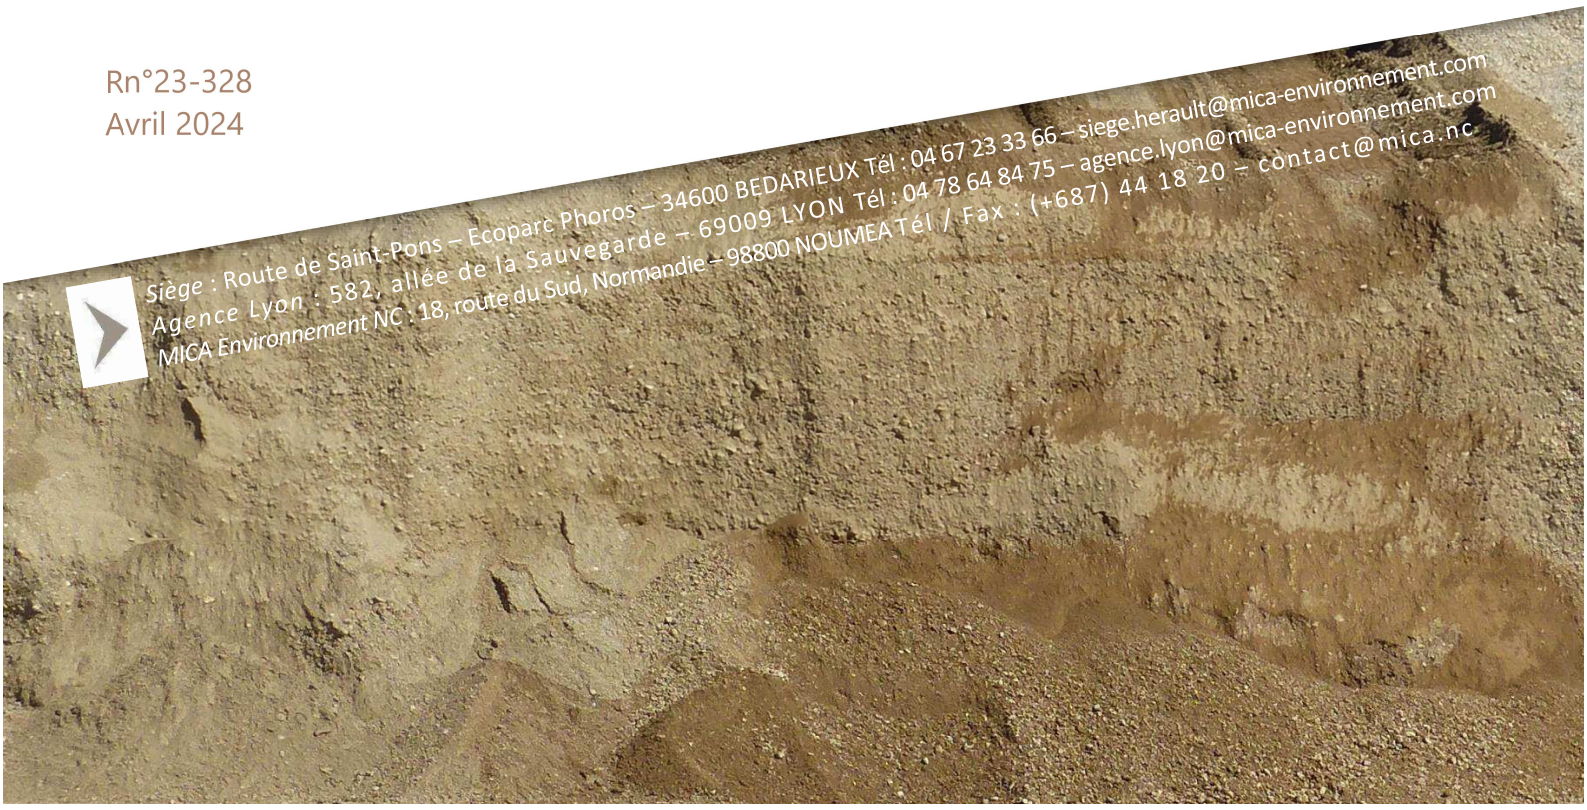 Rn°23-328
Avril 2024
Siège : Route de Saint-Pons – Ecoparc Phoros – 34600 BEDARIEUX Tél : 04 67 23 33 66 – siege.herault@mica-environnement.com
Agence Lyon : 582, allée de la Sauvegarde – 69009 LYON Tél : 04 78 64 84 75 – agence.lyon@mica-environnement.com
MICA Environnement NC : 18, route du Sud, Normandie – 98800 NOUMEA Tél / Fax : (+687) 44 18 20 – contact@mica.nc